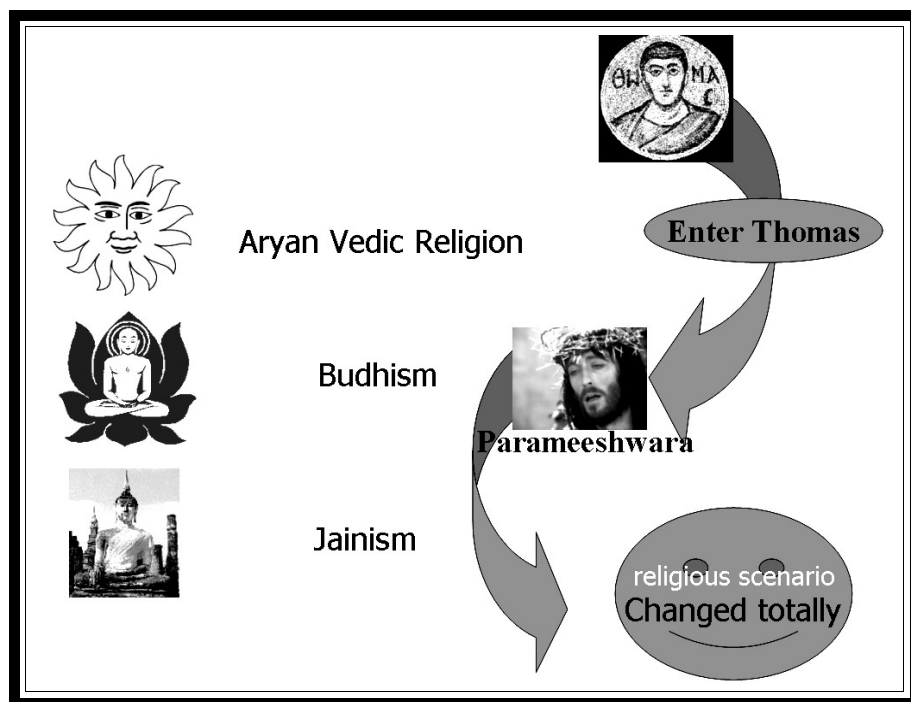 ΘΩ ΜΑ
С
Enter Thomas
Aryan Vedic Religion
Budhism
Parameeshwara
Jainism
religious scenario
Changed totally